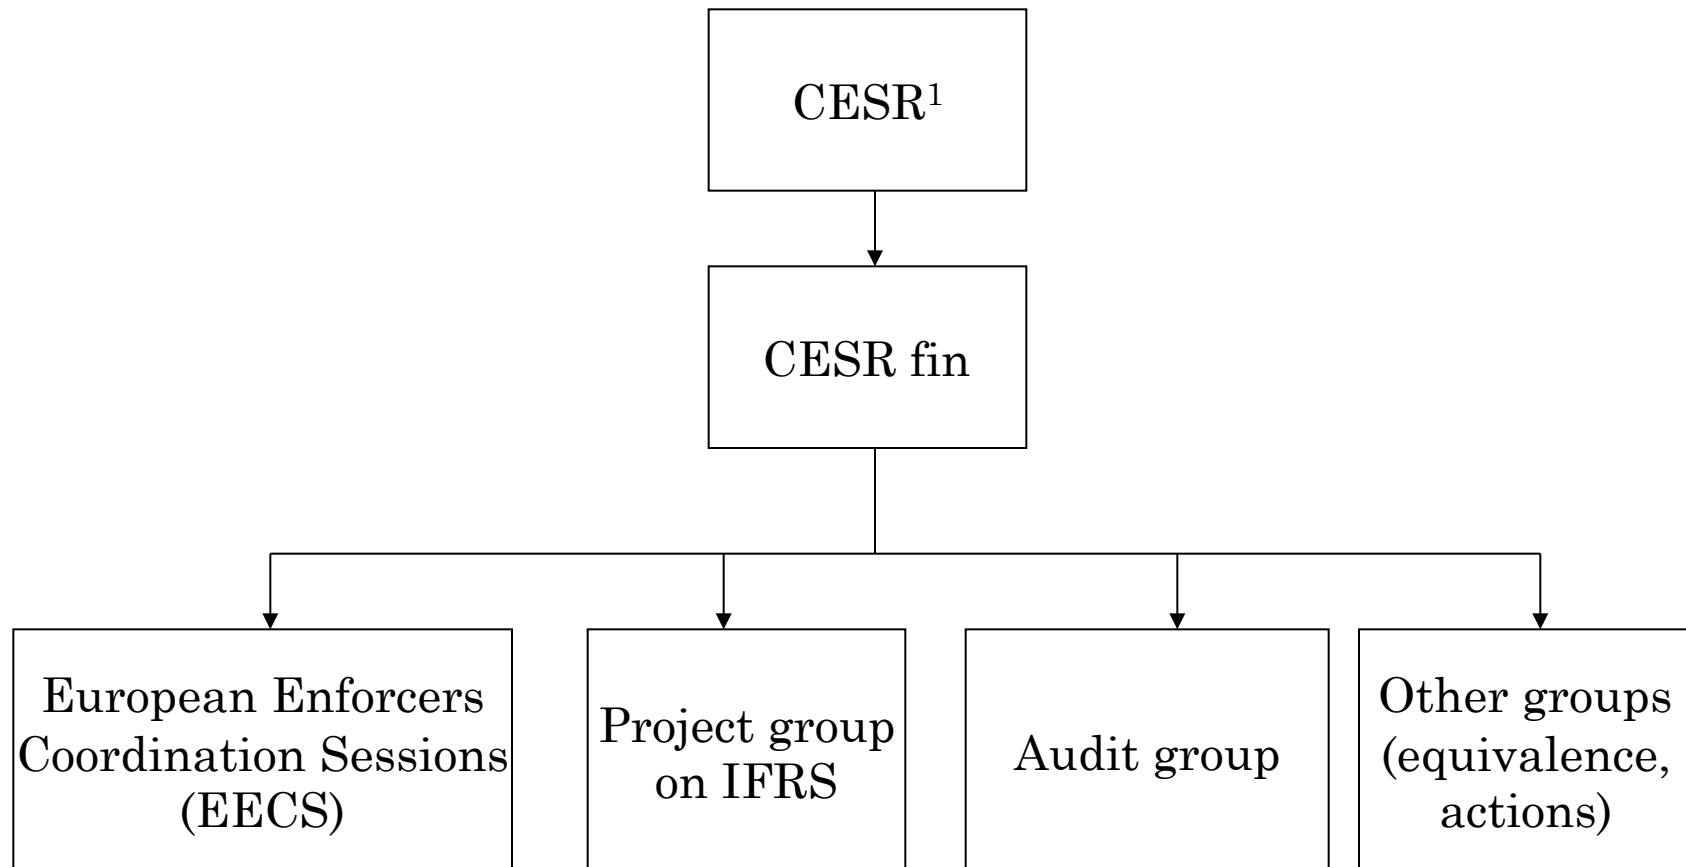 CESR¹
CESR fin
European Enforcers
Coordination Sessions
(EECS)
Project group
on IFRS
Audit group
Other groups
(equivalence,
actions)